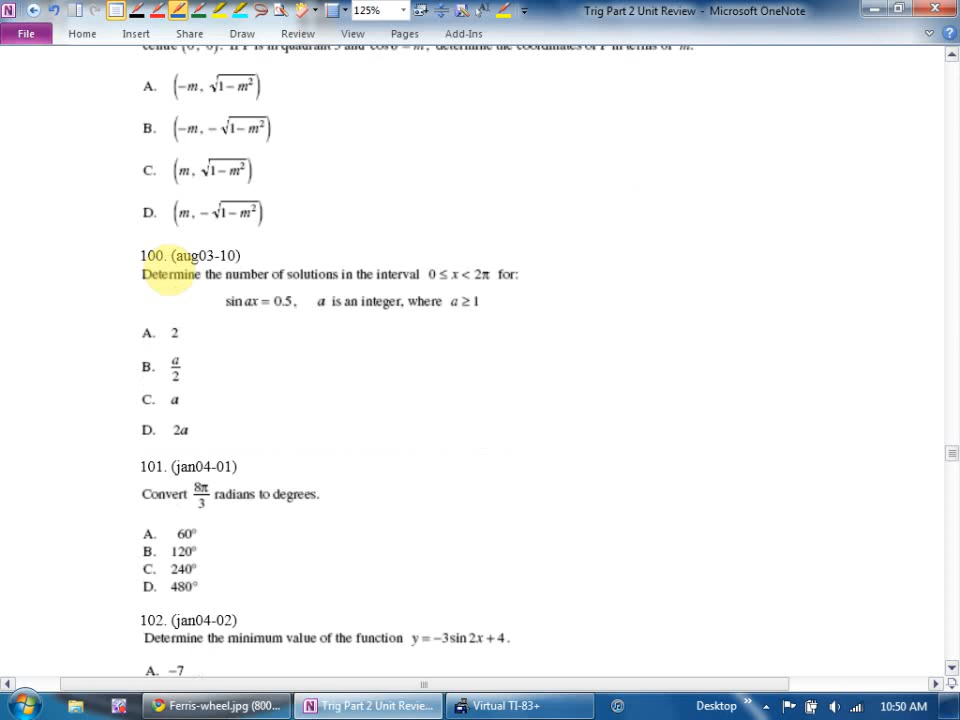 125%
Trig Part 2 Unit Review - Microsoft OneNote
File Home Insert Share Draw Review View Pages Add-Ins
A. (−m, √1−m²)
B. (−m, −√1−m²)
C. (m, √1−m²)
D. (m, −√1−m²)
100. (aug03-10)
Determine the number of solutions in the interval 0 ≤ x < 2π for:
sin ax = 0.5, a is an integer, where a ≥ 1
A. 2
B. a/2
C. a
D. 2a
101. (jan04-01)
Convert 8π/3 radians to degrees.
A. 60°
B. 120°
C. 240°
D. 480°
102. (jan04-02)
Determine the minimum value of the function y = −3sin 2x + 4.
A. −7
Ferris-wheel.jpg (800... Trig Part 2 Unit Revie... Virtual TI-83+ Desktop 10:50 AM